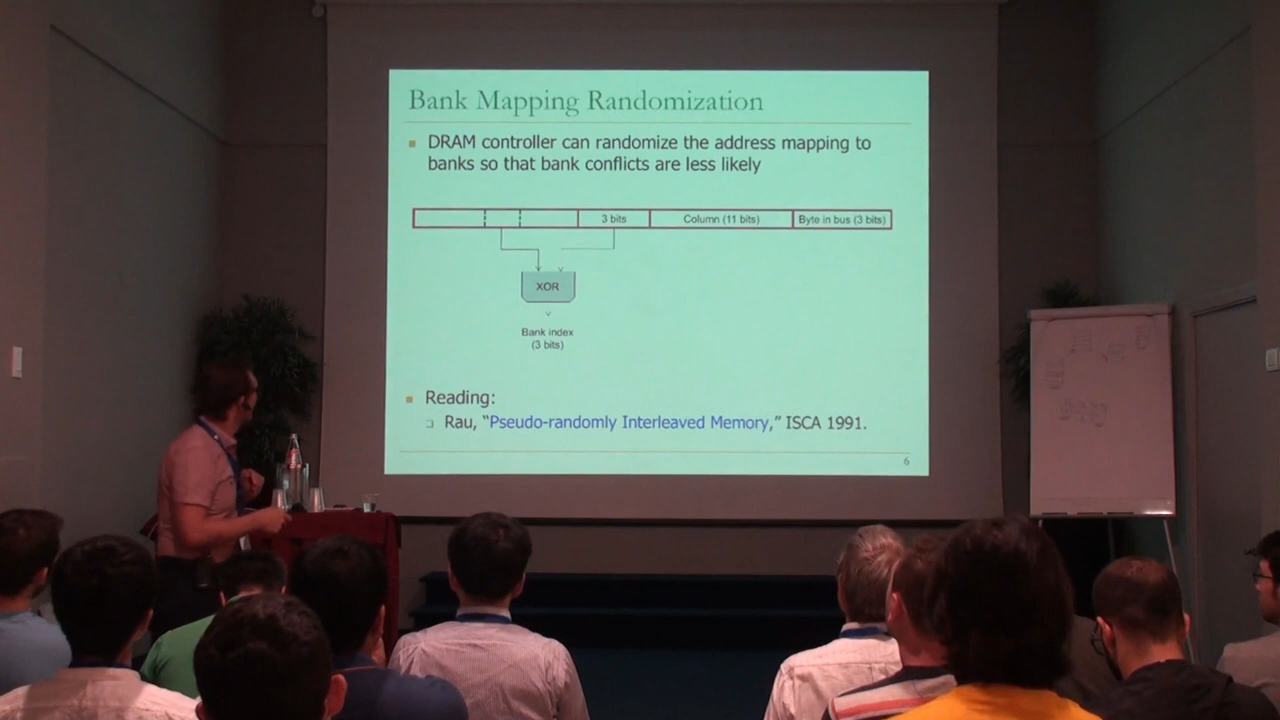 Bank Mapping Randomization
DRAM controller can randomize the address mapping to
banks so that bank conflicts are less likely
3 bits
Column (11 bits)
Byte in bus (3 bits)
XOR
Bank index
(3 bits)
Reading:
Rau, “Pseudo-randomly Interleaved Memory,” ISCA 1991.
6